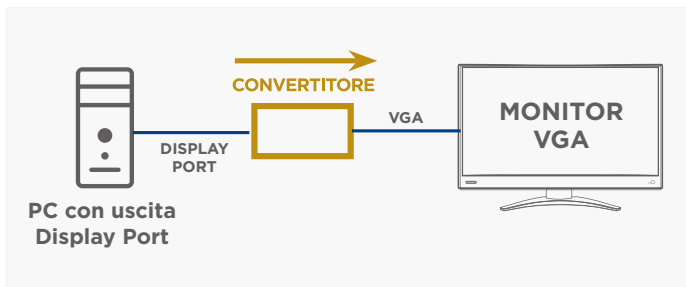 CONVERTITORE
DISPLAY
PORT
VGA
MONITOR
VGA
PC con uscita
Display Port